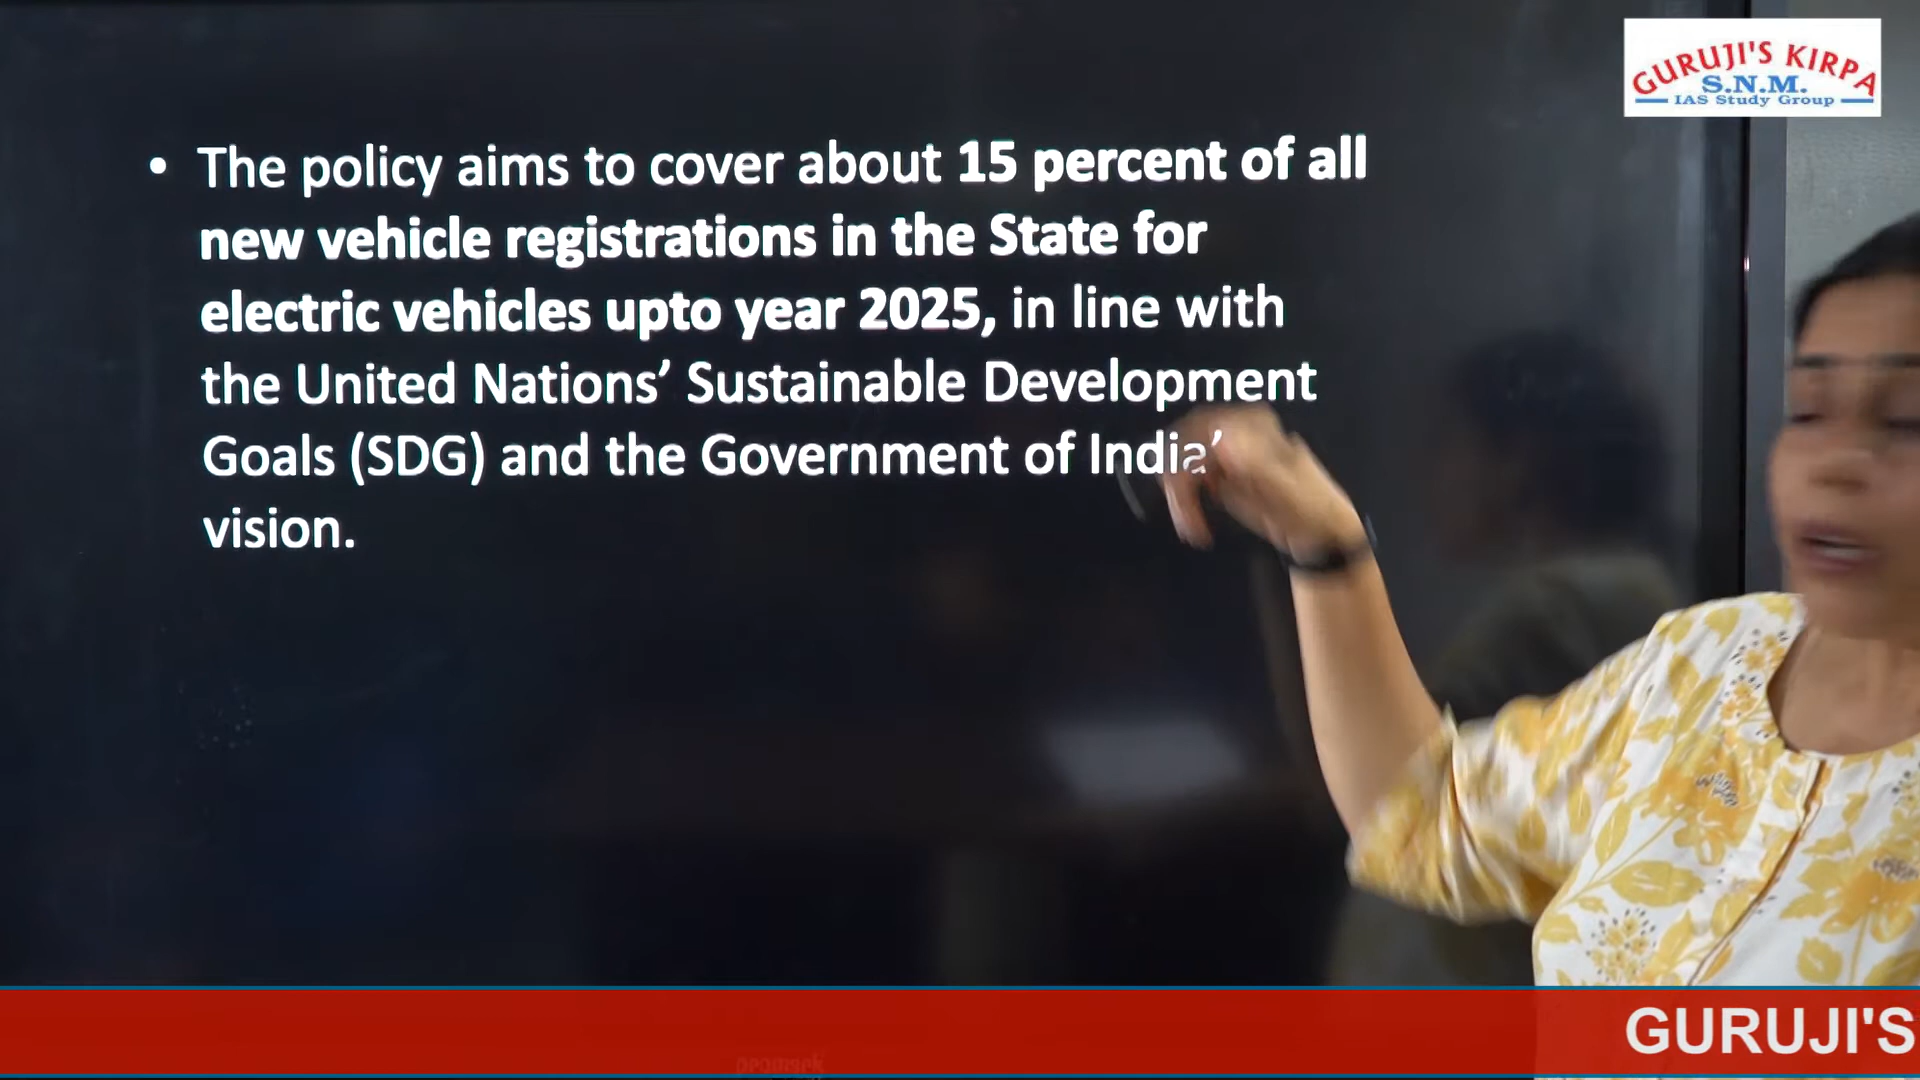 GURUJI'S KIRPA
S.N.M.
IAS Study Group
• The policy aims to cover about 15 percent of all
new vehicle registrations in the State for
electric vehicles upto year 2025, in line with
the United Nations’ Sustainable Development
Goals (SDG) and the Government of India’
vision.
GURUJI'S